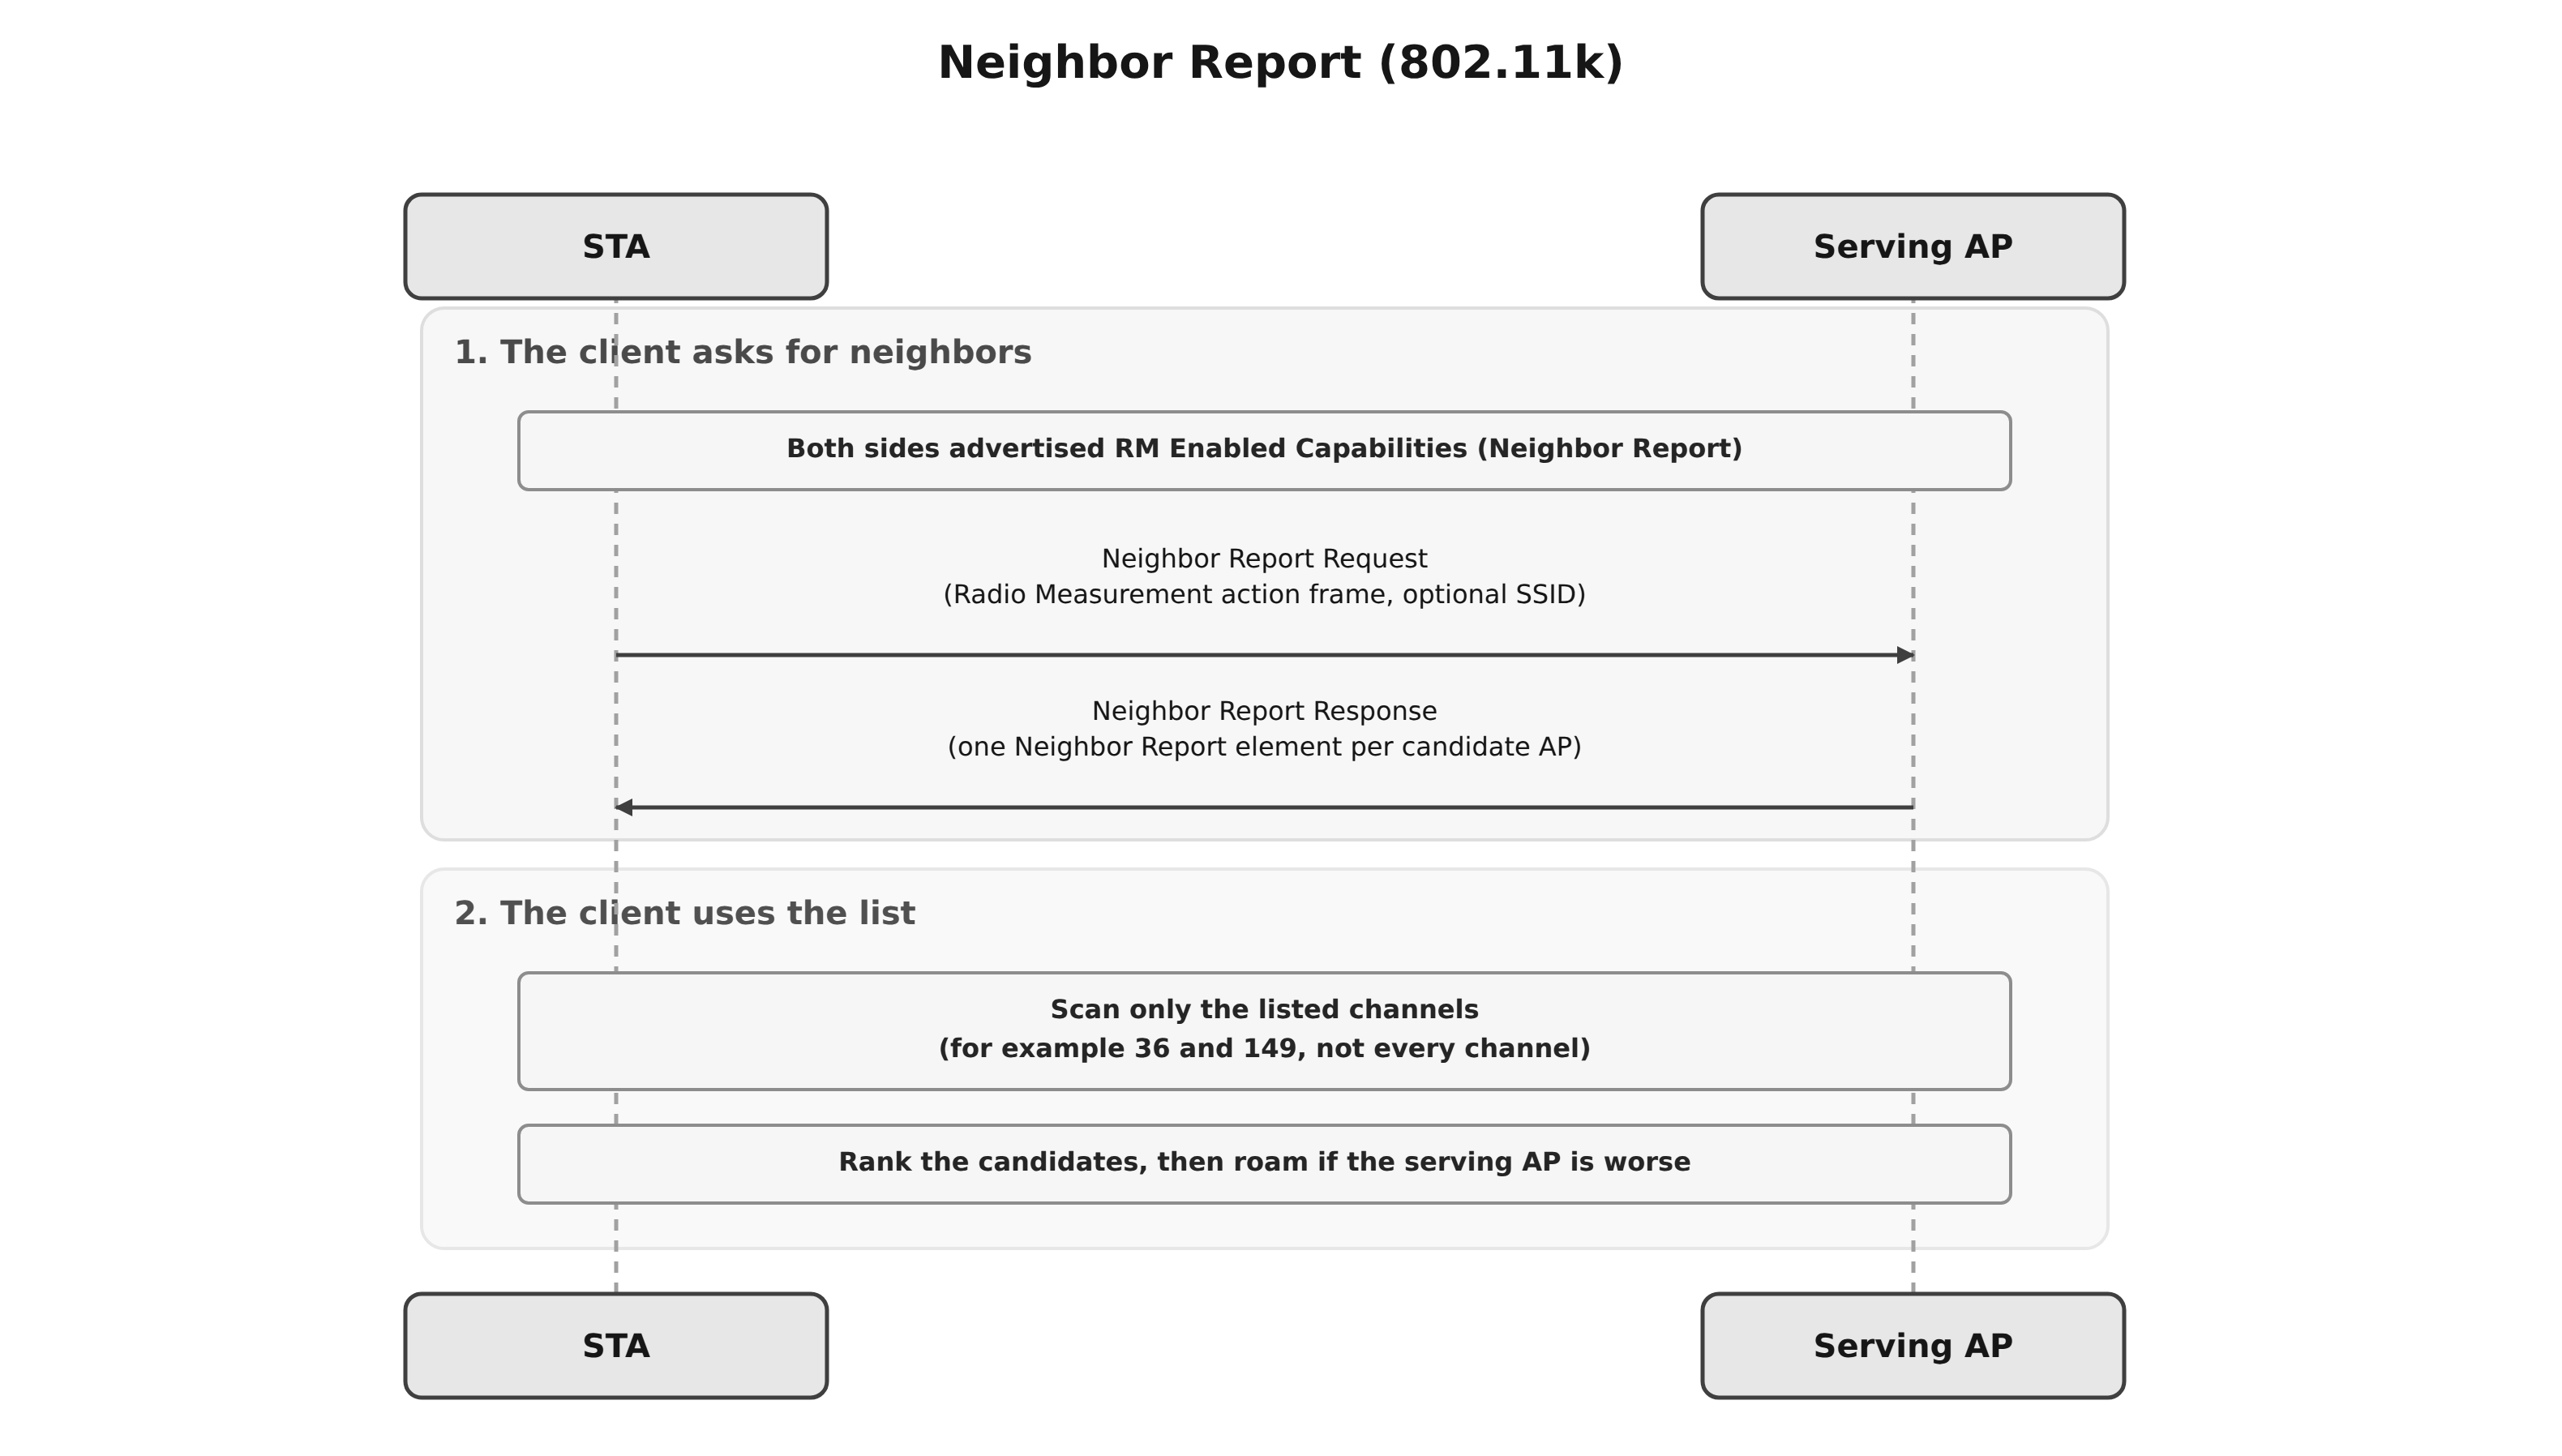 Neighbor Report (802.11k)
STA
Serving AP
1. The client asks for neighbors
Both sides advertised RM Enabled Capabilities (Neighbor Report)
Neighbor Report Request
(Radio Measurement action frame, optional SSID)
Neighbor Report Response
(one Neighbor Report element per candidate AP)
2. The client uses the list
Scan only the listed channels
(for example 36 and 149, not every channel)
Rank the candidates, then roam if the serving AP is worse
STA
Serving AP